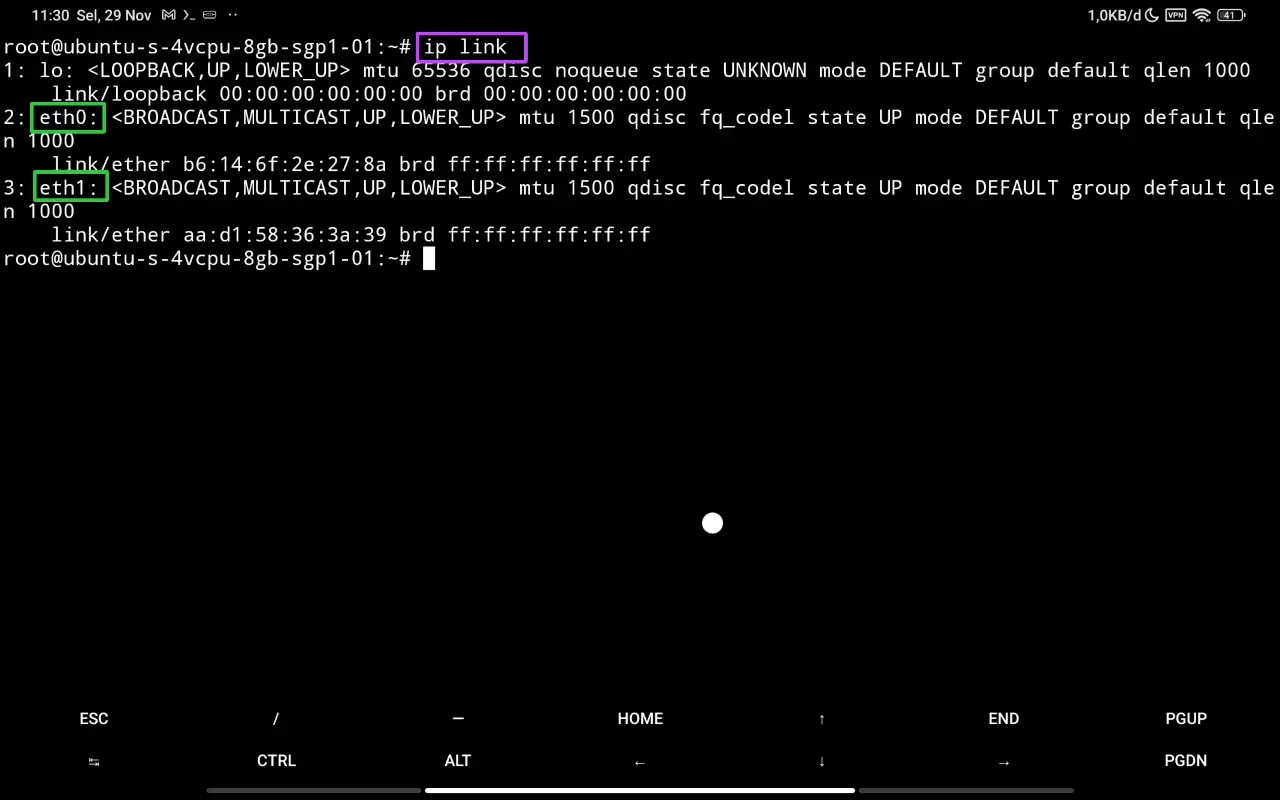 11:30 Sel, 29 Nov
1,0KB/d VPN 41
root@ubuntu-s-4vcpu-8gb-sgp1-01:~# ip link
1: lo: <LOOPBACK,UP,LOWER_UP> mtu 65536 qdisc noqueue state UNKNOWN mode DEFAULT group default qlen 1000
    link/loopback 00:00:00:00:00:00 brd 00:00:00:00:00:00
2: eth0: <BROADCAST,MULTICAST,UP,LOWER_UP> mtu 1500 qdisc fq_codel state UP mode DEFAULT group default qle
n 1000
    link/ether b6:14:6f:2e:27:8a brd ff:ff:ff:ff:ff:ff
3: eth1: <BROADCAST,MULTICAST,UP,LOWER_UP> mtu 1500 qdisc fq_codel state UP mode DEFAULT group default qle
n 1000
    link/ether aa:d1:58:36:3a:39 brd ff:ff:ff:ff:ff:ff
root@ubuntu-s-4vcpu-8gb-sgp1-01:~#
ESC / — HOME ↑ END PGUP
↹ CTRL ALT ← ↓ → PGDN